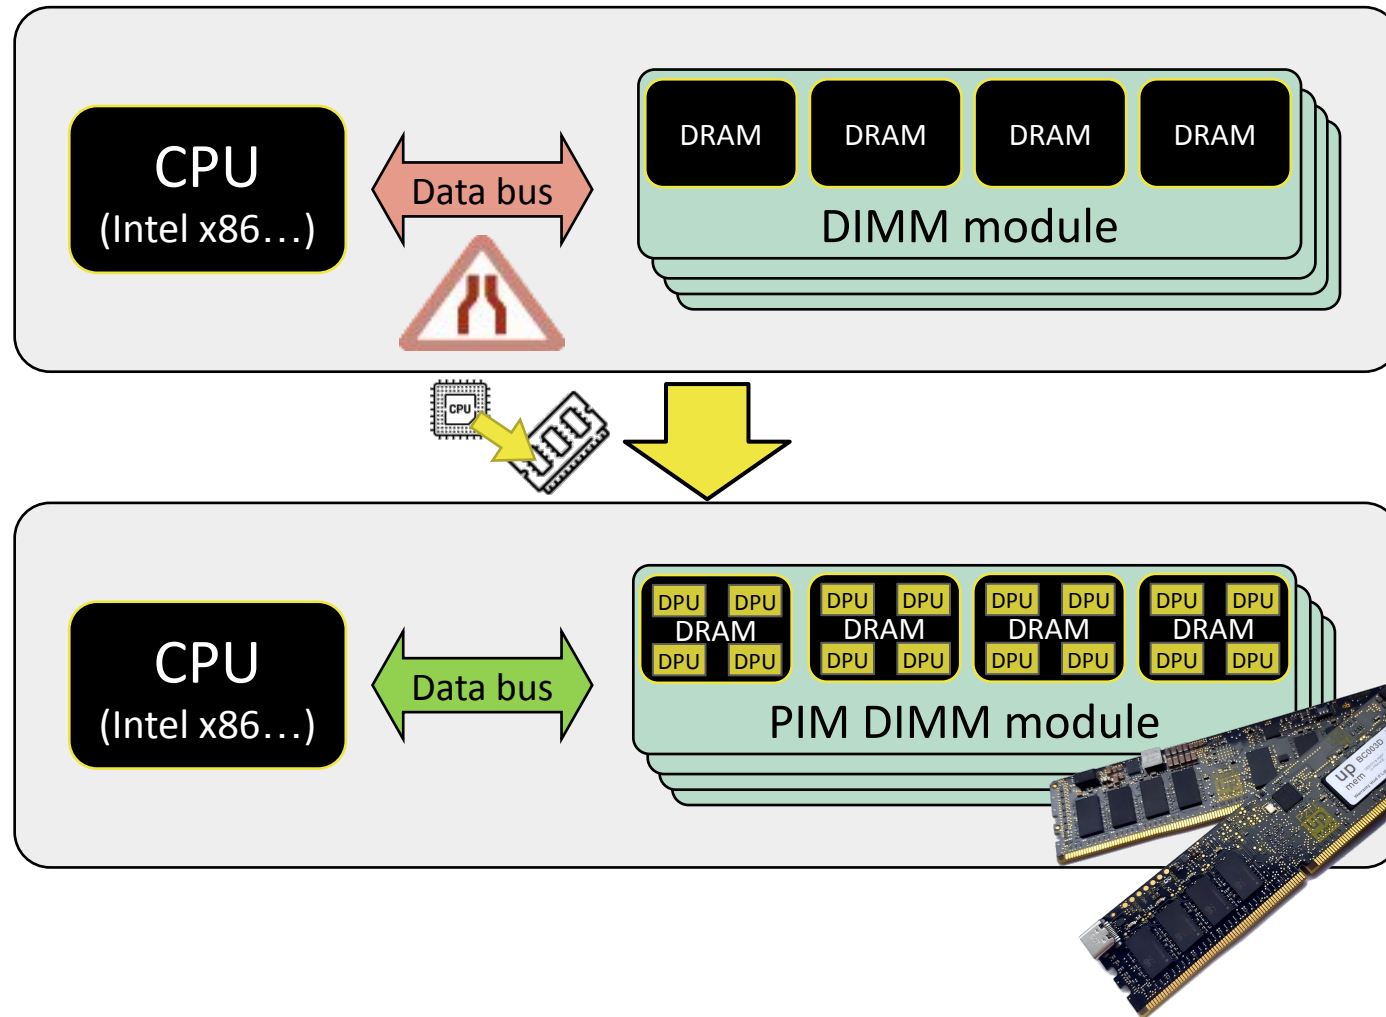 CPU
(Intel x86...)
Data bus
DRAM DRAM DRAM DRAM
DIMM module
CPU
CPU
(Intel x86...)
Data bus
DPU DPU DPU DPU DPU DPU DPU DPU
DRAM DRAM DRAM DRAM
DPU DPU DPU DPU DPU DPU DPU DPU
PIM DIMM module
up
mem
BC003D